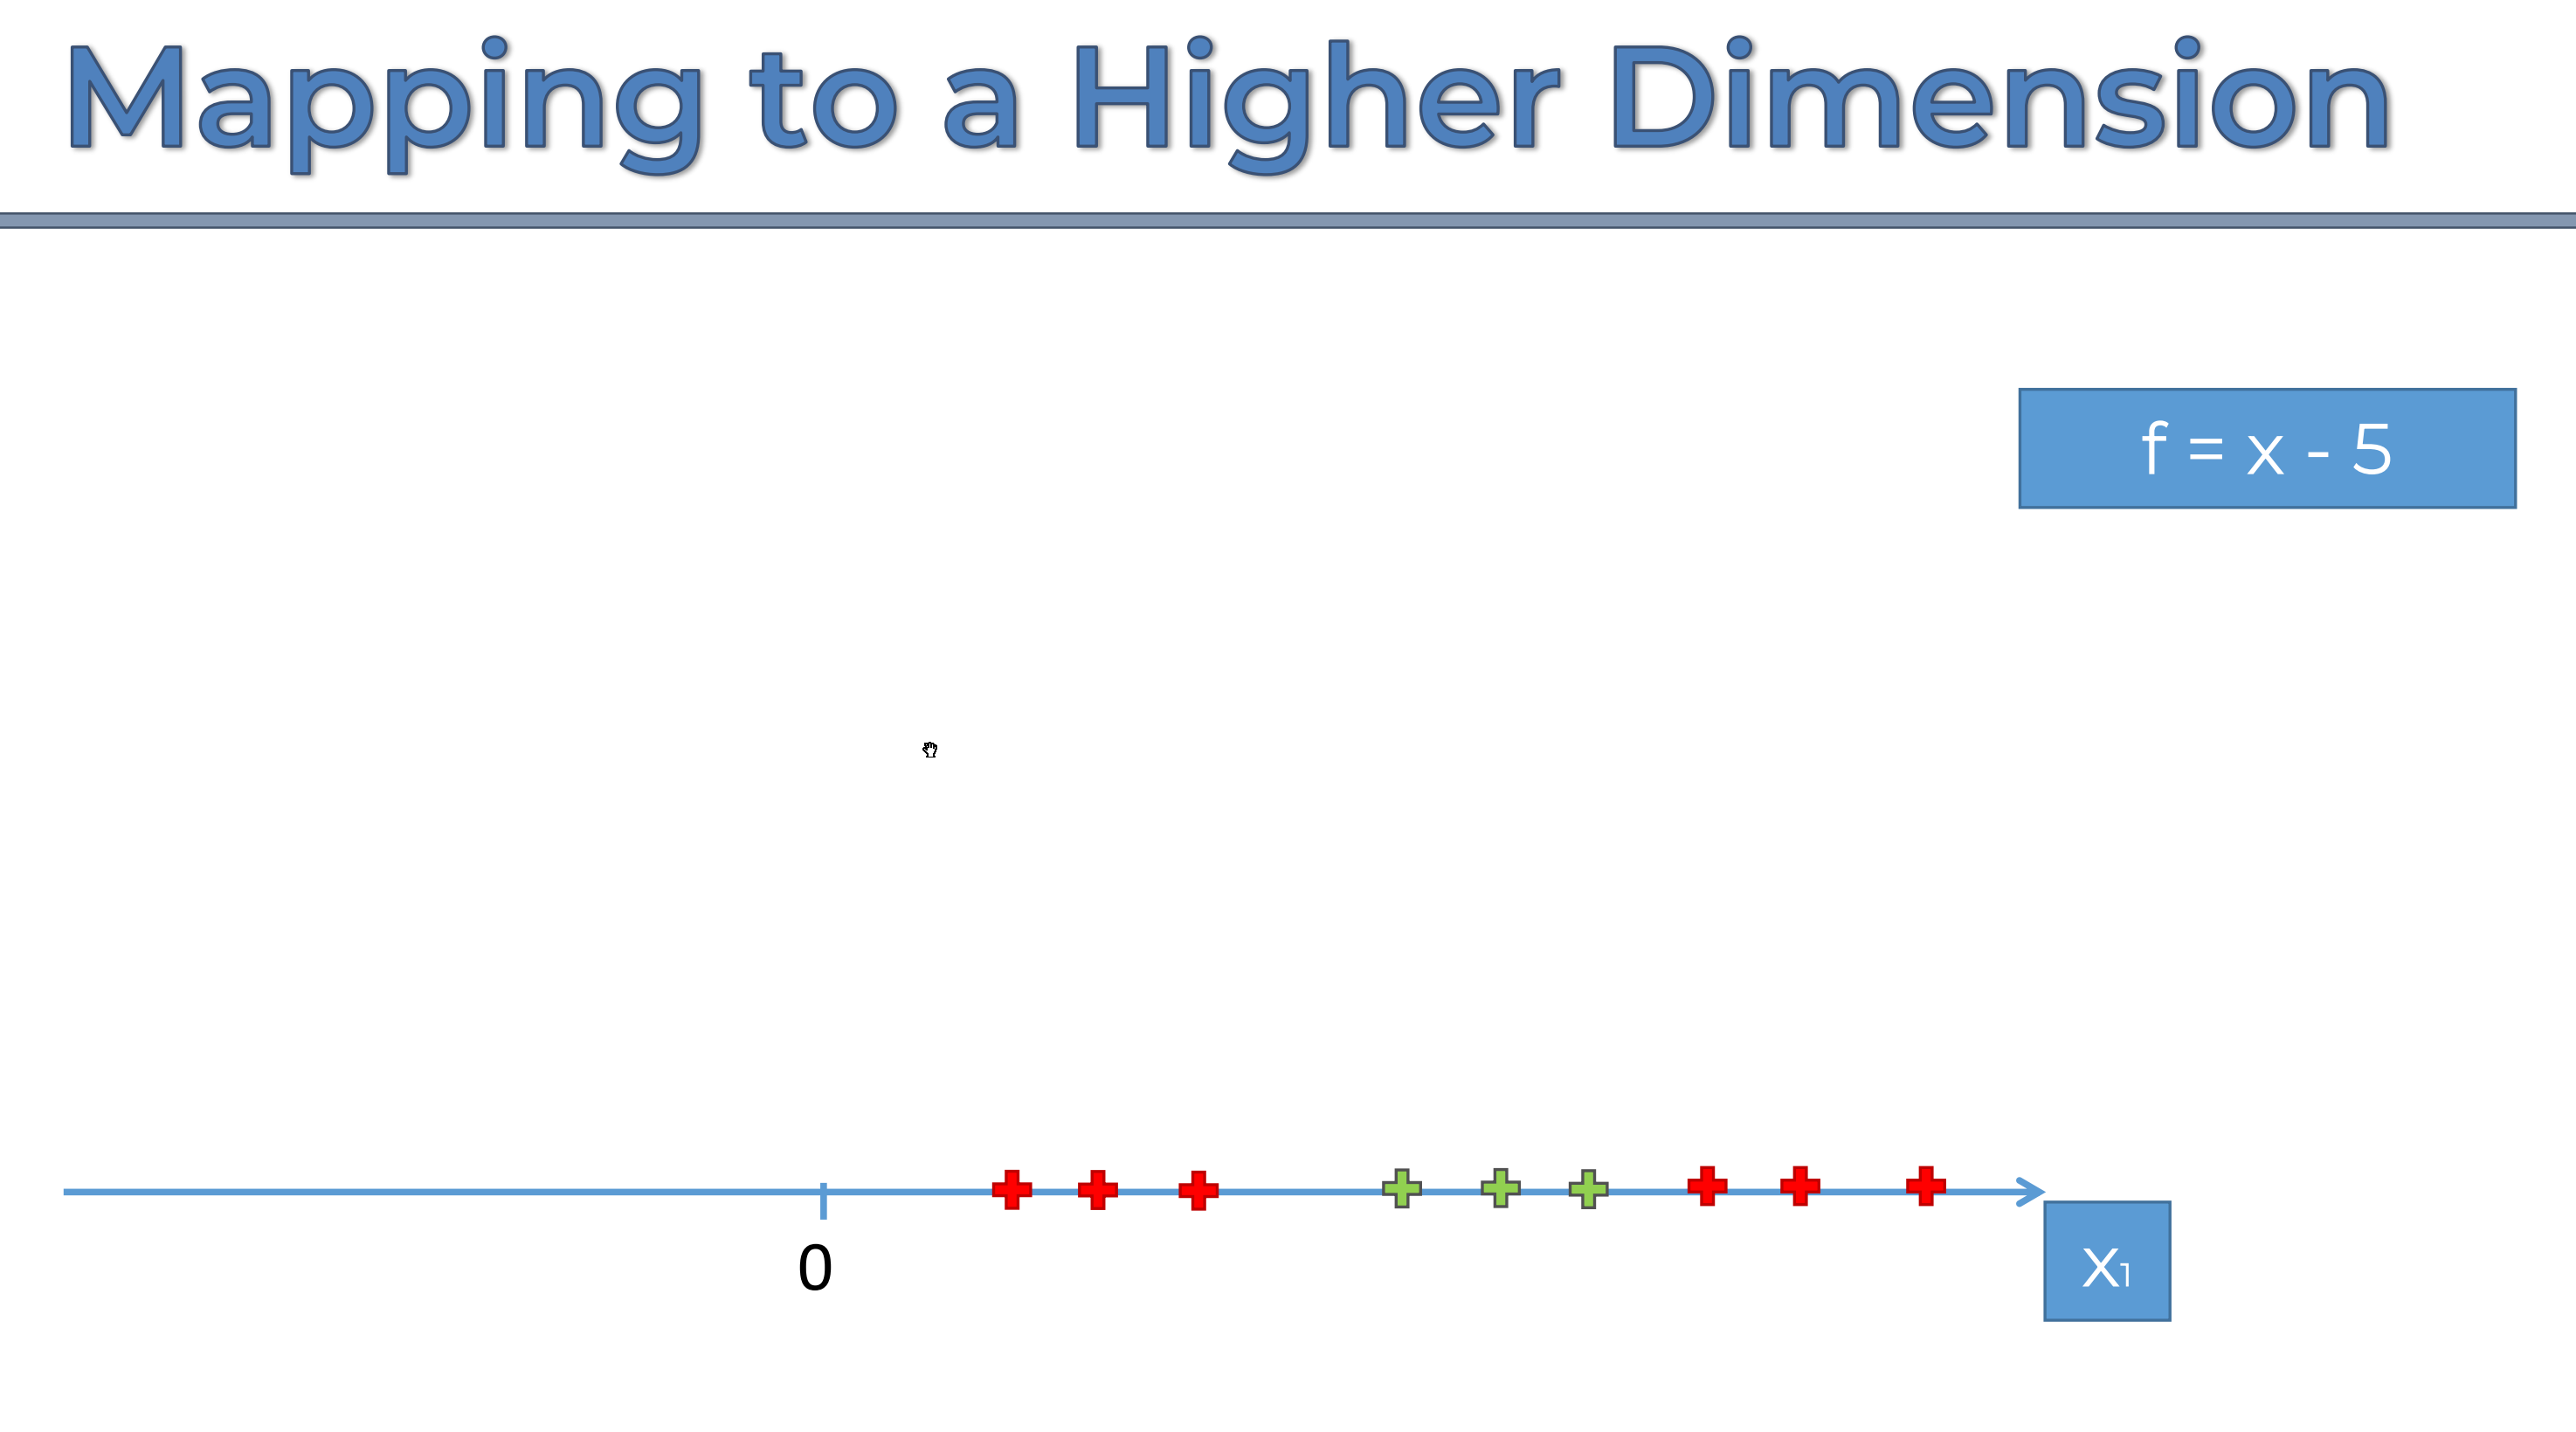 Mapping to a Higher Dimension
f = x - 5
0
x₁